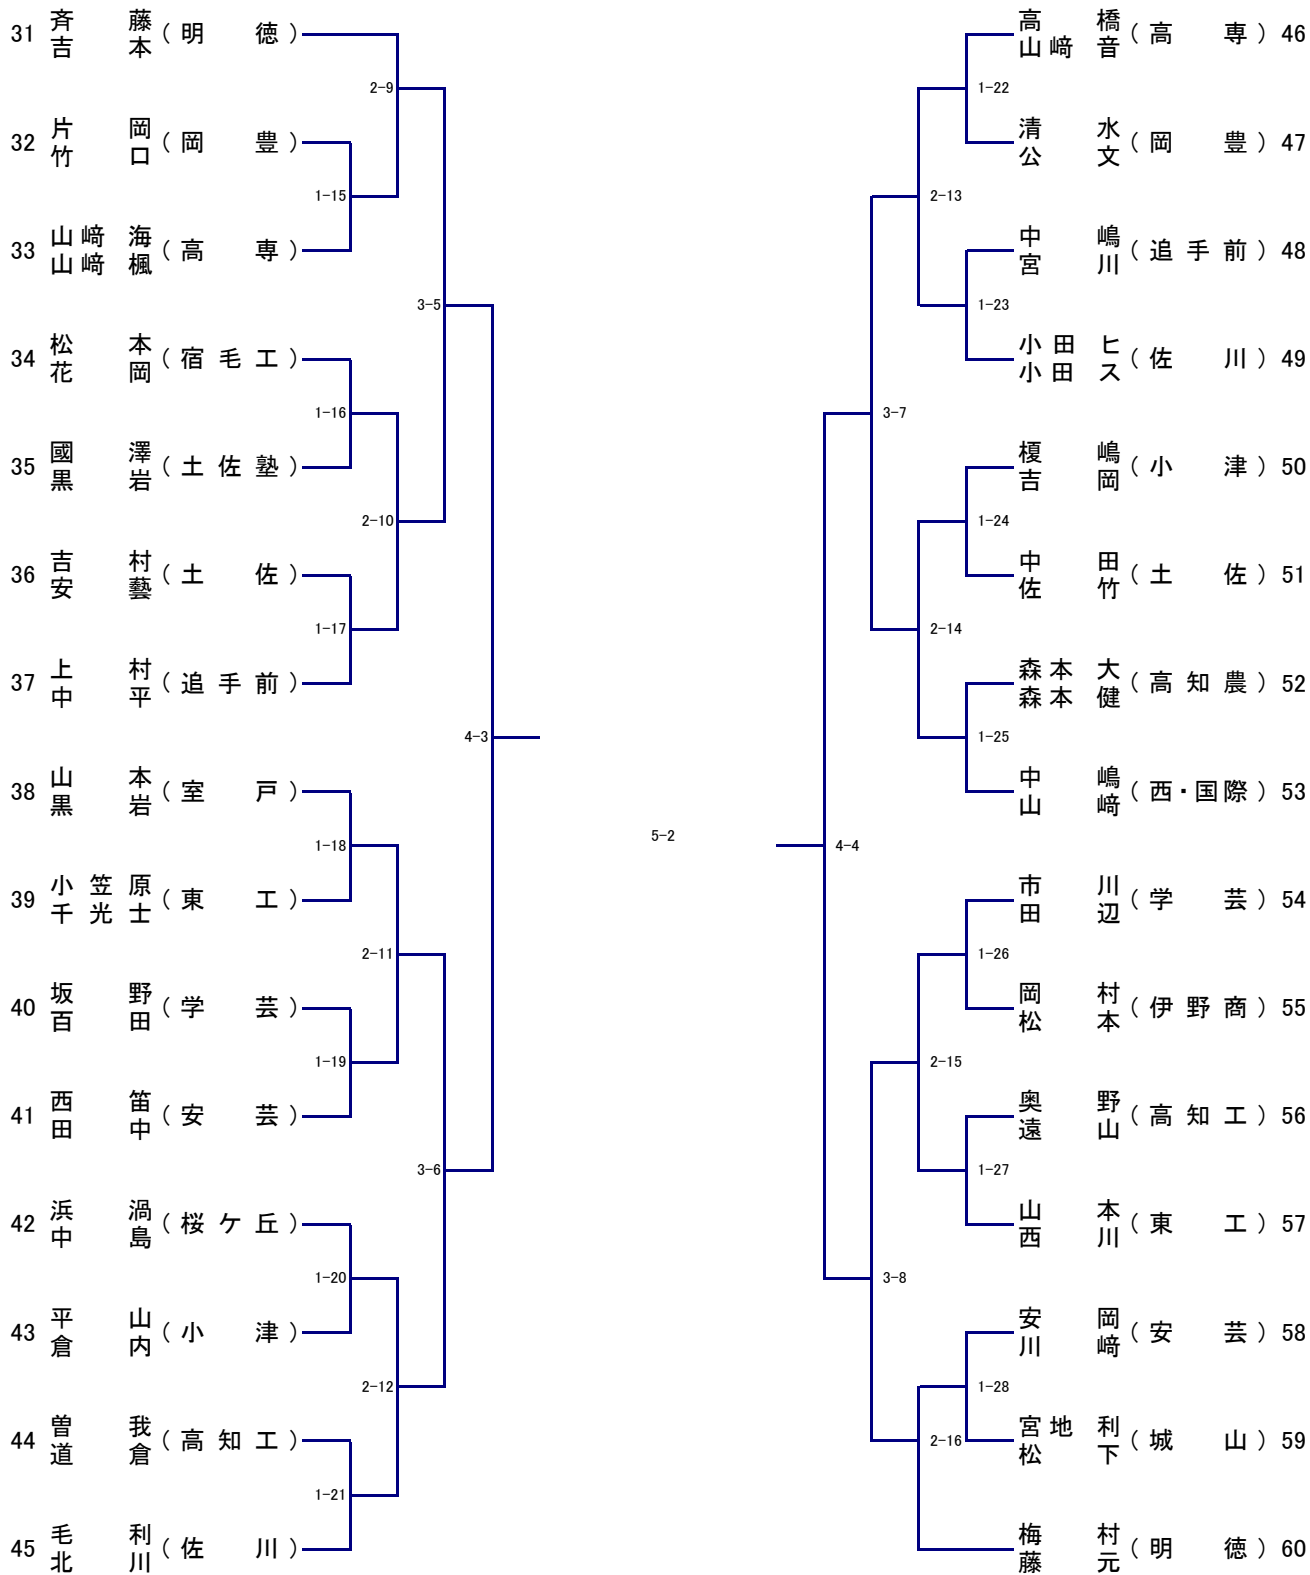 31 斉藤 吉本 (明徳)
2-9
32 片岡 竹口 (岡豊)
1-15
33 山﨑海 山﨑楓 (高専)
3-5
34 松本 花岡 (宿毛工)
1-16
35 國澤 黒岩 (土佐塾)
2-10
36 吉村 安藝 (土佐)
1-17
37 上村 中平 (追手前)
4-3
38 山本 黒岩 (室戸)
1-18
39 小笠原 千光士 (東工)
2-11
40 坂野 百田 (学芸)
1-19
41 西笛 田中 (安芸)
3-6
42 浜渦 中島 (桜ケ丘)
1-20
43 平山 倉内 (小津)
2-12
44 曽我 道倉 (高知工)
1-21
45 毛利 北川 (佐川)
5-2
高橋 山﨑音 (高専) 46
1-22
清水 公文 (岡豊) 47
2-13
中嶋 宮川 (追手前) 48
1-23
小田ヒ 小田ス (佐川) 49
3-7
榎嶋 吉岡 (小津) 50
1-24
中田 佐竹 (土佐) 51
2-14
森本大 森本健 (高知農) 52
1-25
中嶋 山﨑 (西・国際) 53
4-4
市川 田辺 (学芸) 54
1-26
岡村 松本 (伊野商) 55
2-15
奥野 遠山 (高知工) 56
1-27
山本 西川 (東工) 57
3-8
安岡 川﨑 (安芸) 58
1-28
宮地利 松下 (城山) 59
2-16
梅村 藤元 (明徳) 60